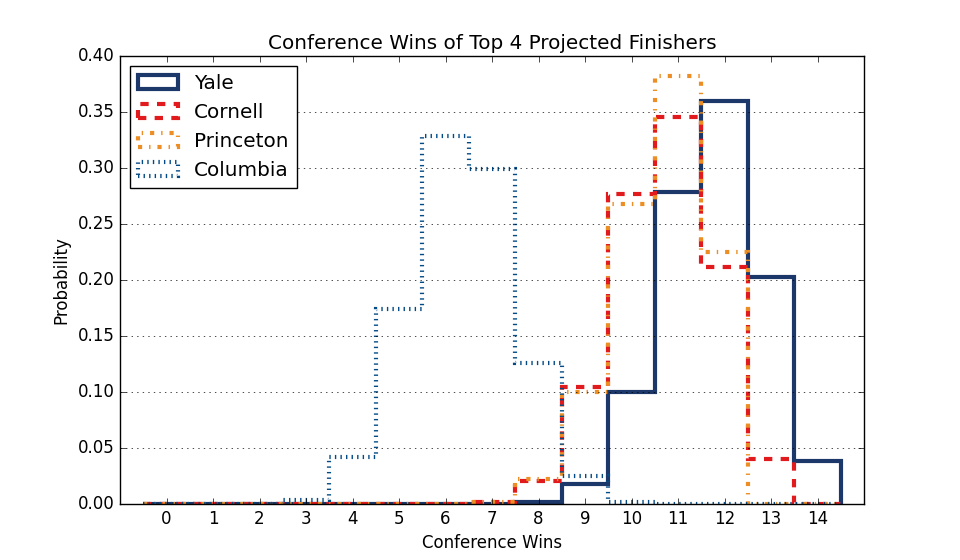 Conference Wins of Top 4 Projected Finishers
Yale
Cornell
Princeton
Columbia
0.40
0.35
0.30
0.25
0.20
0.15
0.10
0.05
0.00
Probability
0 1 2 3 4 5 6 7 8 9 10 11 12 13 14
Conference Wins